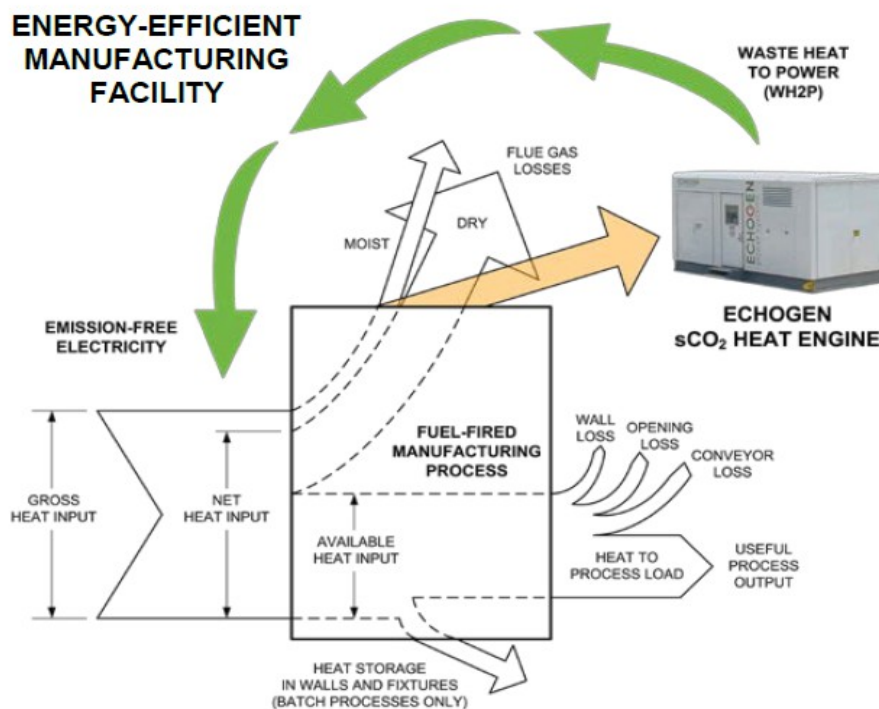 ENERGY-EFFICIENT
MANUFACTURING
FACILITY
WASTE HEAT
TO POWER
(WH2P)
FLUE GAS
LOSSES
MOIST
DRY
ECHOGEN
ECHOGEN
sCO₂ HEAT ENGINE
EMISSION-FREE
ELECTRICITY
FUEL-FIRED
MANUFACTURING
PROCESS
WALL
LOSS
OPENING
LOSS
CONVEYOR
LOSS
GROSS
HEAT INPUT
NET
HEAT INPUT
AVAILABLE
HEAT INPUT
HEAT TO
PROCESS LOAD
USEFUL
PROCESS
OUTPUT
HEAT STORAGE
IN WALLS AND FIXTURES
(BATCH PROCESSES ONLY)